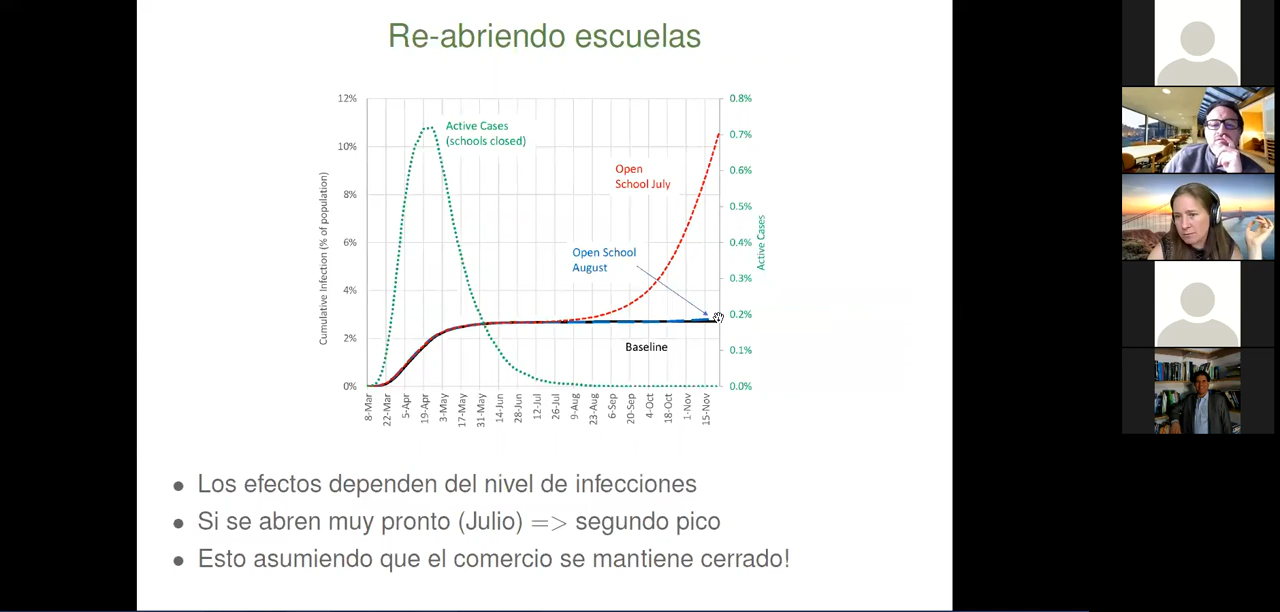 Re-abriendo escuelas
12%
10%
8%
6%
4%
2%
0%
Cumulative Infection (% of population)
Active Cases
(schools closed)
Open
School July
Open School
August
Baseline
0.8%
0.7%
0.6%
0.5%
0.4%
0.3%
0.2%
0.1%
0.0%
Active Cases
8-Mar
22-Mar
5-Apr
19-Apr
3-May
17-May
31-May
14-Jun
28-Jun
12-Jul
26-Jul
9-Aug
23-Aug
6-Sep
20-Sep
4-Oct
18-Oct
1-Nov
15-Nov
• Los efectos dependen del nivel de infecciones
• Si se abren muy pronto (Julio) => segundo pico
• Esto asumiendo que el comercio se mantiene cerrado!